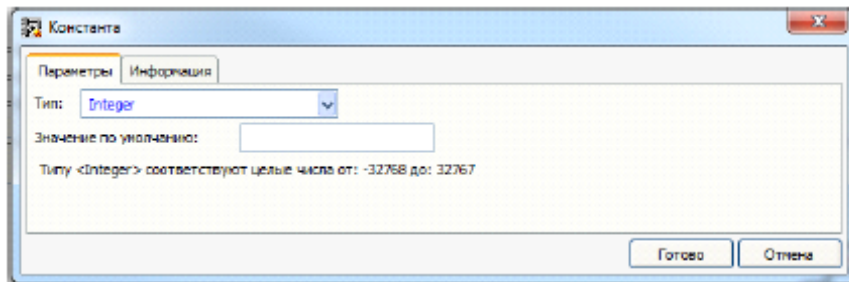 Константа
Параметры Информация
Тип: Integer
Значение по умолчанию:
Типу <Integer> соответствуют целые числа от: -32768 до: 32767
Готово Отмена